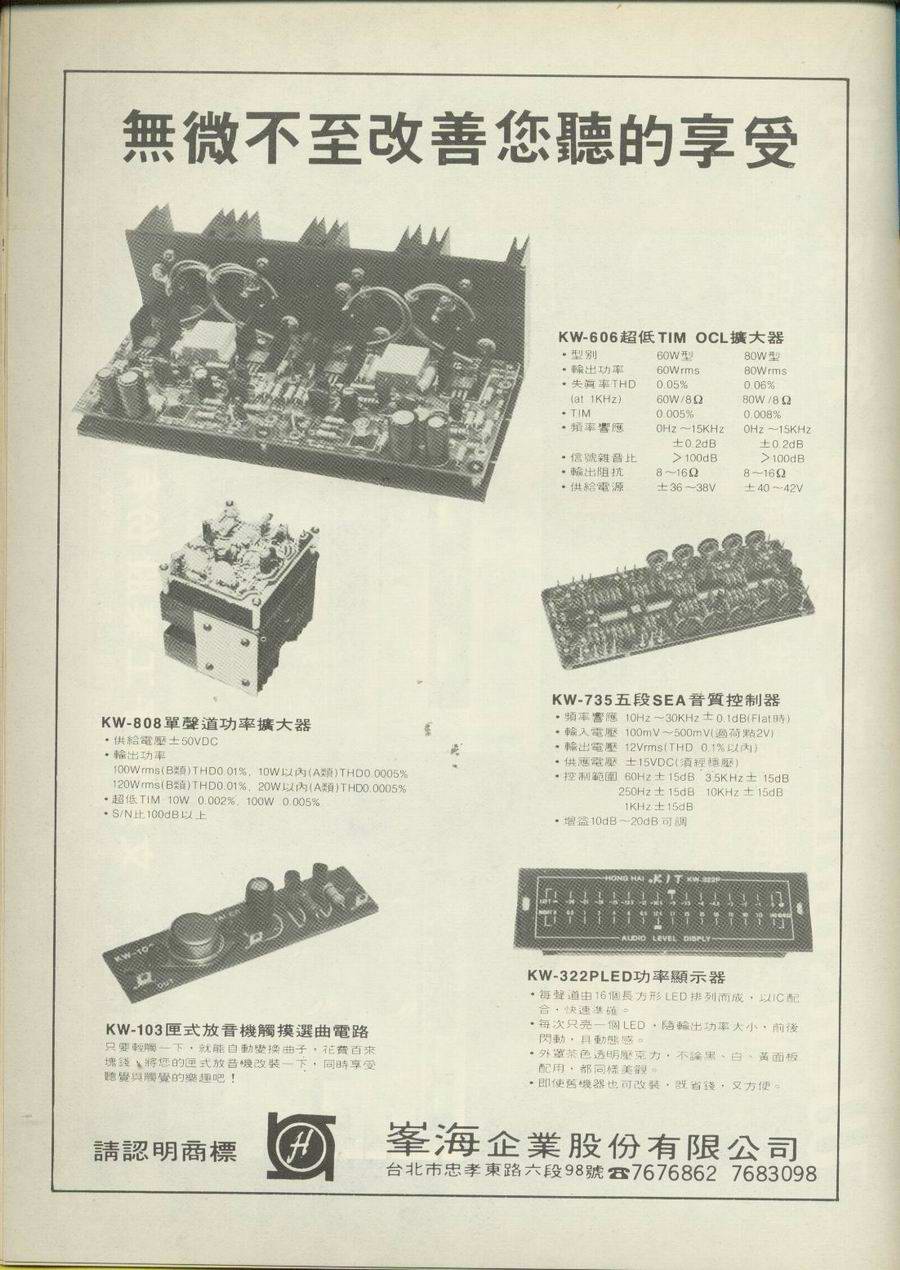 無微不至改善您聽的享受
KW-606超低TIM OCL擴大器
•型別 60W型 80W型
•輸出功率 60Wrms 80Wrms
•失眞率THD 0.05% 0.06%
(at 1KHz) 60W/8Ω 80W/8Ω
•TIM 0.005% 0.008%
•頻率響應 0Hz～15KHz 0Hz～15KHz
±0.2dB ±0.2dB
•信號雜音比 ＞100dB ＞100dB
•輸出阻抗 8～16Ω 8～16Ω
•供給電源 ±36～38V ±40～42V
KW-808單聲道功率擴大器
•供給電壓±50VDC
•輸出功率
100Wrms(B類)THD0.01%, 10W以內(A類)THD0.0005%
120Wrms(B類)THD0.01%, 20W以內(A類)THD0.0005%
•超低TIM 10W 0.002%, 100W 0.005%
•S/N比100dB以上
KW-735五段SEA音質控制器
•頻率響應 10Hz～30KHz±0.1dB(Flat時)
•輸入電壓 100mV～500mV(過荷點2V)
•輸出電壓 12Vrms(THD 0.1%以內)
•供應電壓 ±15VDC(須經穩壓)
•控制範圍 60Hz±15dB 3.5KHz±15dB
250Hz±15dB 10KHz±15dB
1KHz±15dB
•增益10dB～20dB可調
KW-10
OUT
KW-103匣式放音機觸摸選曲電路
只要輕觸一下，就能自動變換曲子，花費百來
塊錢，將您的匣式放音機改裝一下，同時享受
聽覺與觸覺的樂趣吧！
HONG HAI KIT KW-322P
LEFT
RIGHT
AUDIO LEVEL DISPLY
KW-322PLED功率顯示器
•每聲道由16個長方形LED排列而成，以IC配
合，快速準確。
•每次只亮一個LED，隨輸出功率大小，前後
閃動，具動態感。
•外罩茶色透明壓克力，不論黑、白、黃面板
配用，都同樣美觀。
•即使舊機器也可改裝，旣省錢，又方便。
請認明商標
H
峯海企業股份有限公司
台北市忠孝東路六段98號☎7676862 7683098